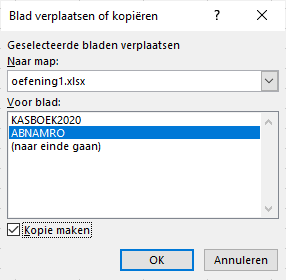 Blad verplaatsen of kopiëren
Geselecteerde bladen verplaatsen
Naar map:
oefening1.xlsx
Voor blad:
KASBOEK2020
ABNAMRO
(naar einde gaan)
Kopie maken
OK Annuleren